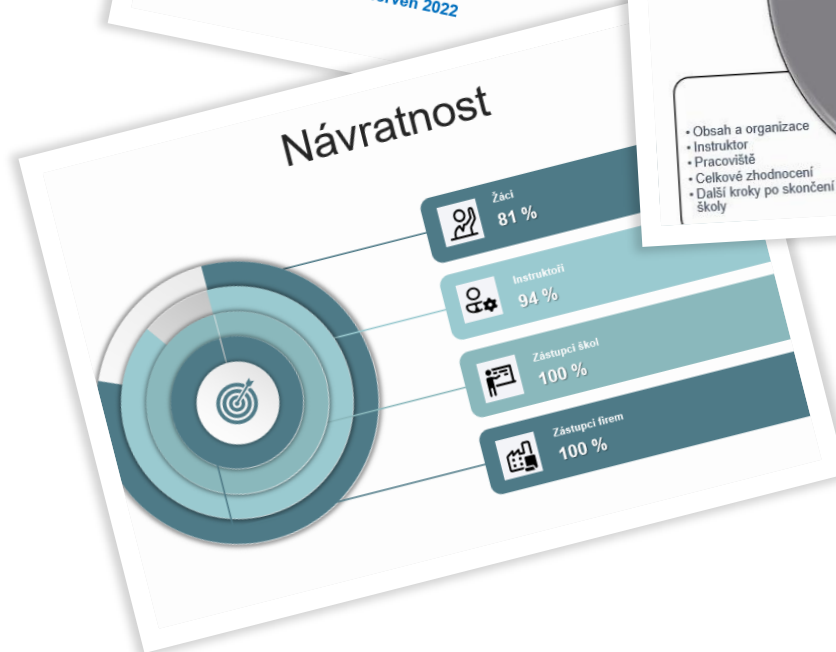 2022
Návratnost
Žáci
81 %
Instruktoři
94 %
Zástupci škol
100 %
Zástupci firem
100 %
• Obsah a organizace
• Instruktor
• Pracoviště
• Celkové zhodnocení
• Další kroky po skončení
školy